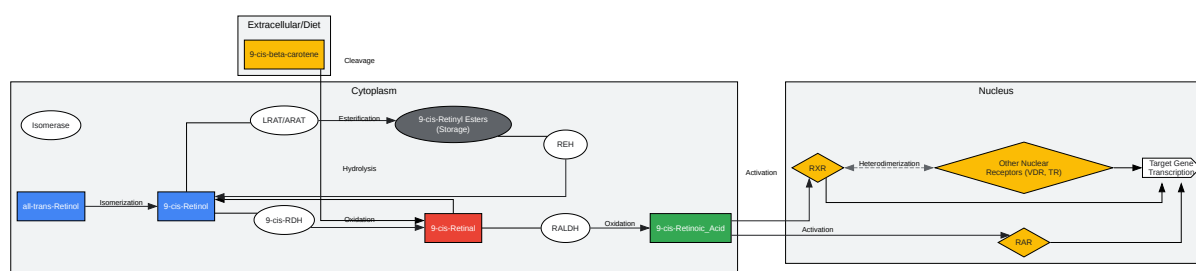 Extracellular/Diet
9-cis-beta-carotene
Cleavage
Cytoplasm
Nucleus
Isomerase
LRAT/ARAT
Esterification
9-cis-Retinyl Esters
(Storage)
REH
Hydrolysis
Activation
RXR
Heterodimerization
Other Nuclear
Receptors (VDR, TR)
Target Gene
Transcription
all-trans-Retinol
Isomerization
9-cis-Retinol
9-cis-RDH
Oxidation
9-cis-Retinal
RALDH
Oxidation
9-cis-Retinoic_Acid
Activation
RAR